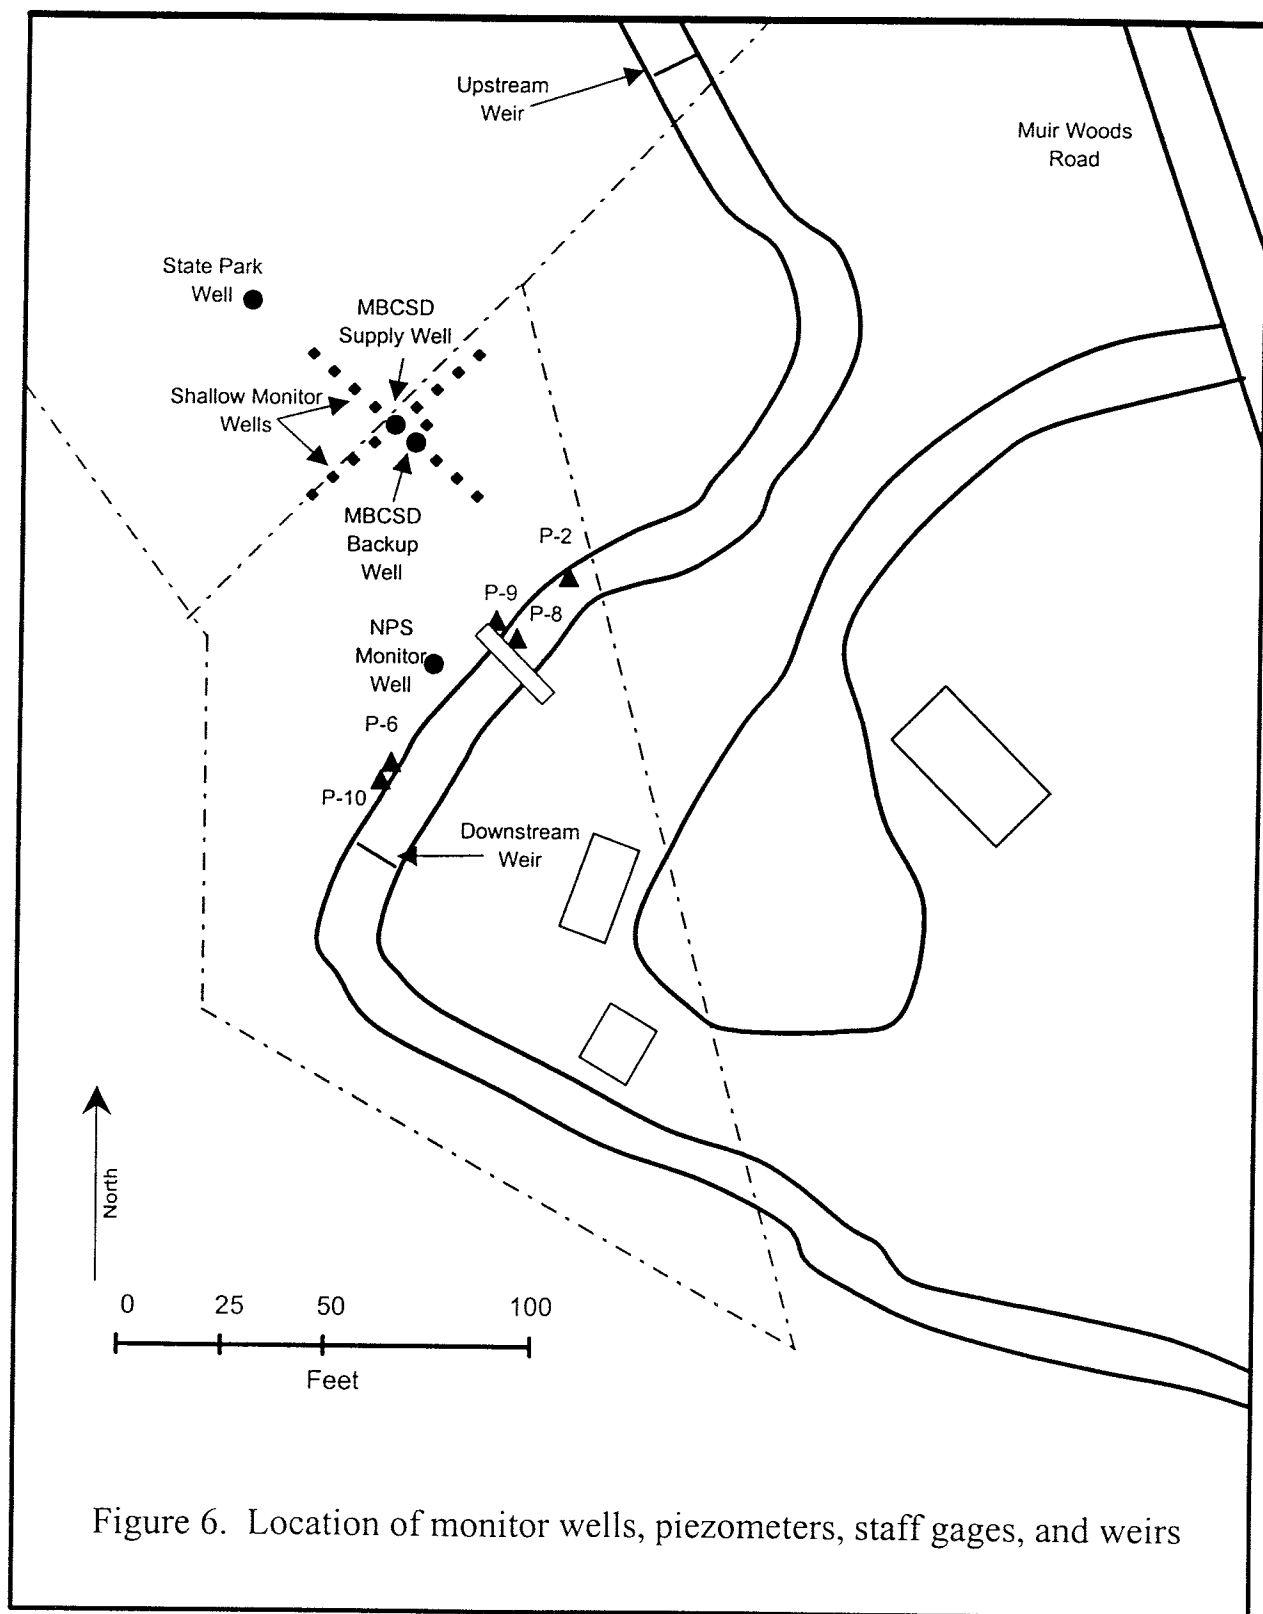 Upstream
Weir
Muir Woods
Road
State Park
Well
MBCSD
Supply Well
Shallow Monitor
Wells
MBCSD
Backup
Well
P-2
P-9
P-8
NPS
Monitor
Well
P-6
P-10
Downstream
Weir
North
0 25 50 100
Feet
Figure 6. Location of monitor wells, piezometers, staff gages, and weirs